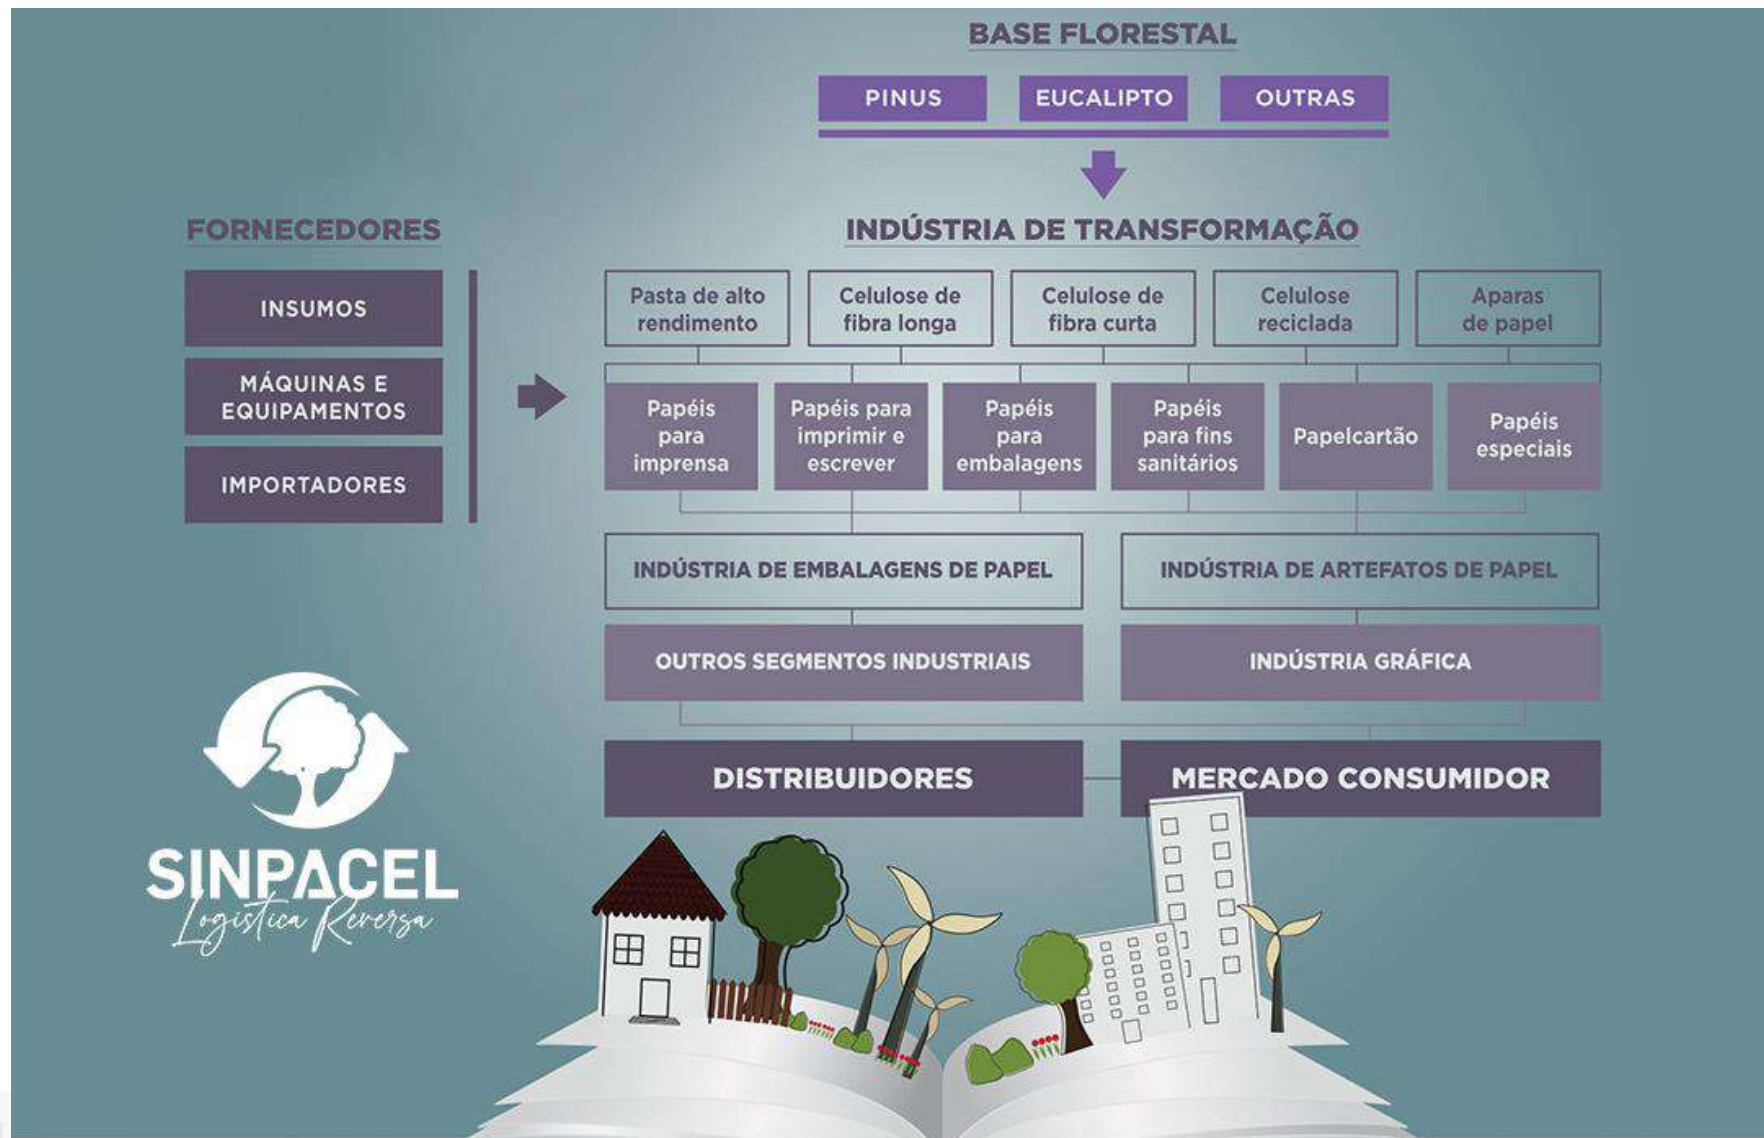 BASE FLORESTAL
PINUS
EUCALIPTO
OUTRAS
FORNECEDORES
INSUMOS
MÁQUINAS E
EQUIPAMENTOS
IMPORTADORES
INDÚSTRIA DE TRANSFORMAÇÃO
Pasta de alto
rendimento
Celulose de
fibra longa
Celulose de
fibra curta
Celulose
reciclada
Aparas
de papel
Papéis
para
imprensa
Papéis para
imprimir e
escrever
Papéis
para
embalagens
Papéis
para fins
sanitários
Papelcartão
Papéis
especiais
INDÚSTRIA DE EMBALAGENS DE PAPEL
INDÚSTRIA DE ARTEFATOS DE PAPEL
OUTROS SEGMENTOS INDUSTRIAIS
INDÚSTRIA GRÁFICA
DISTRIBUIDORES
MERCADO CONSUMIDOR
SINPACEL
Logística Reversa